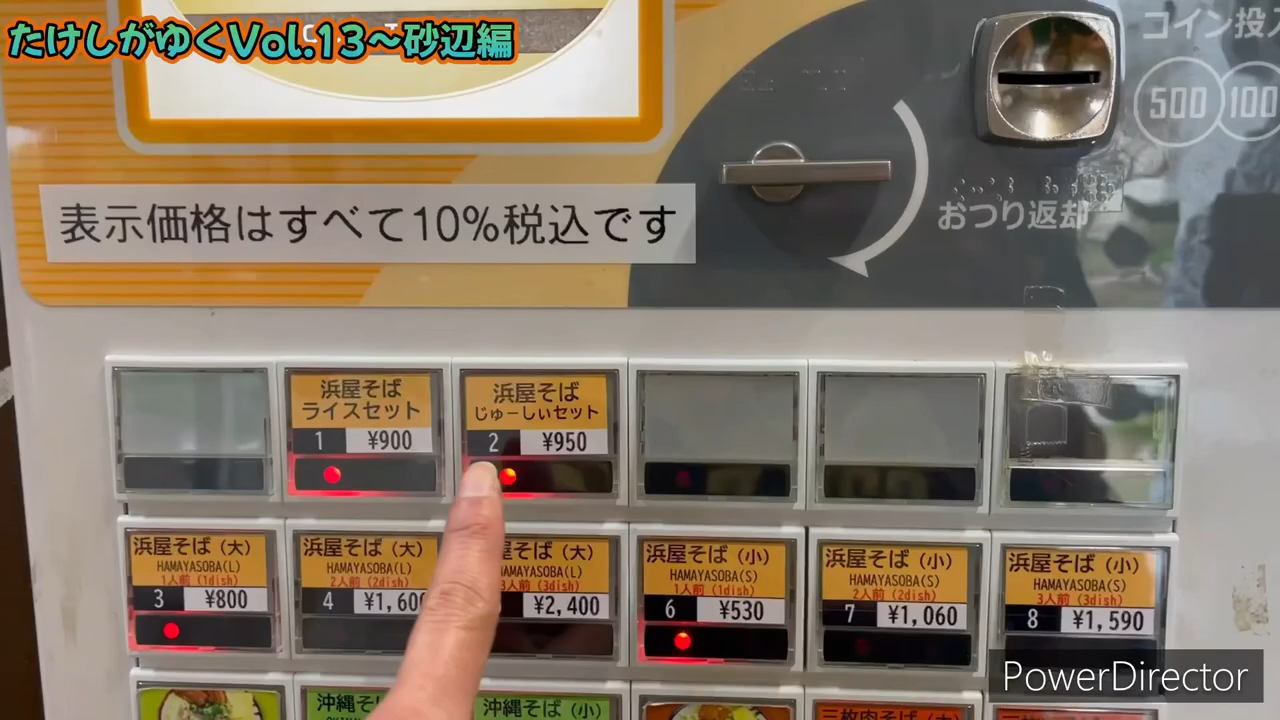 たけしがゆくVol.13～砂辺編
コイン投入
500 100
表示価格はすべて10%税込です
おつり返却
浜屋そば
ライスセット
1 ¥900
浜屋そば
じゅーしぃセット
2 ¥950
浜屋そば（大）
HAMAYASOBA(L)
1人前(1dish)
3 ¥800
浜屋そば（大）
HAMAYASOBA(L)
2人前(2dish)
4 ¥1,600
屋そば（大）
HAMAYASOBA(L)
3人前(3dish)
¥2,400
浜屋そば（小）
HAMAYASOBA(S)
1人前(1dish)
6 ¥530
浜屋そば（小）
HAMAYASOBA(S)
2人前(2dish)
7 ¥1,060
浜屋そば（小）
HAMAYASOBA(S)
3人前(3dish)
8 ¥1,590
沖縄そば
沖縄そば（小）
三枚肉そば（大）
PowerDirector